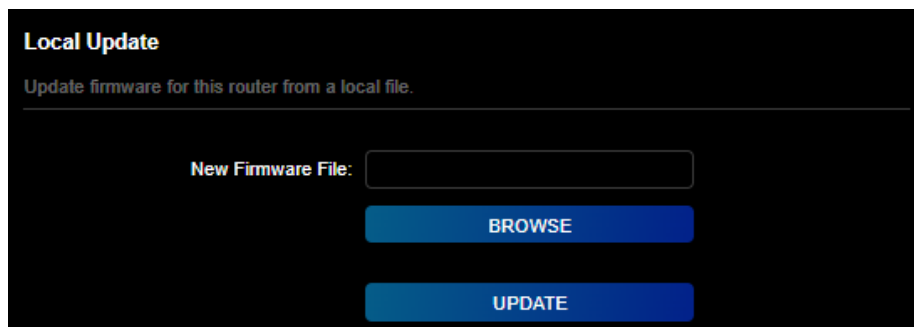 Local Update
Update firmware for this router from a local file.
New Firmware File:
BROWSE
UPDATE